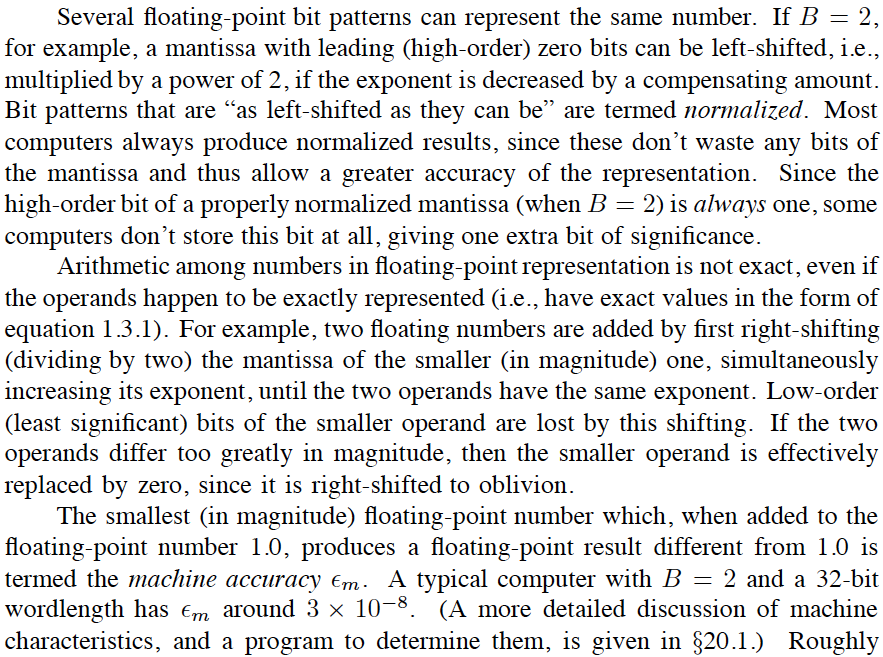 Several floating-point bit patterns can represent the same number. If B = 2,
for example, a mantissa with leading (high-order) zero bits can be left-shifted, i.e.,
multiplied by a power of 2, if the exponent is decreased by a compensating amount.
Bit patterns that are “as left-shifted as they can be” are termed normalized. Most
computers always produce normalized results, since these don’t waste any bits of
the mantissa and thus allow a greater accuracy of the representation. Since the
high-order bit of a properly normalized mantissa (when B = 2) is always one, some
computers don’t store this bit at all, giving one extra bit of significance.
Arithmetic among numbers in floating-point representation is not exact, even if
the operands happen to be exactly represented (i.e., have exact values in the form of
equation 1.3.1). For example, two floating numbers are added by first right-shifting
(dividing by two) the mantissa of the smaller (in magnitude) one, simultaneously
increasing its exponent, until the two operands have the same exponent. Low-order
(least significant) bits of the smaller operand are lost by this shifting. If the two
operands differ too greatly in magnitude, then the smaller operand is effectively
replaced by zero, since it is right-shifted to oblivion.
The smallest (in magnitude) floating-point number which, when added to the
floating-point number 1.0, produces a floating-point result different from 1.0 is
termed the machine accuracy ϵm. A typical computer with B = 2 and a 32-bit
wordlength has ϵm around 3 × 10⁻⁸. (A more detailed discussion of machine
characteristics, and a program to determine them, is given in §20.1.) Roughly